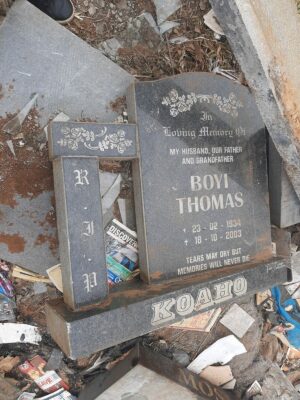 In
Loving Memory Of
MY HUSBAND, OUR FATHER
AND GRANDFATHER
BOYI
THOMAS
★ 23 - 02 - 1934
✝ 18 - 10 - 2003
TEARS MAY DRY BUT
MEMORIES WILL NEVER DIE
R
I
P
KOAHO
DISCOVER